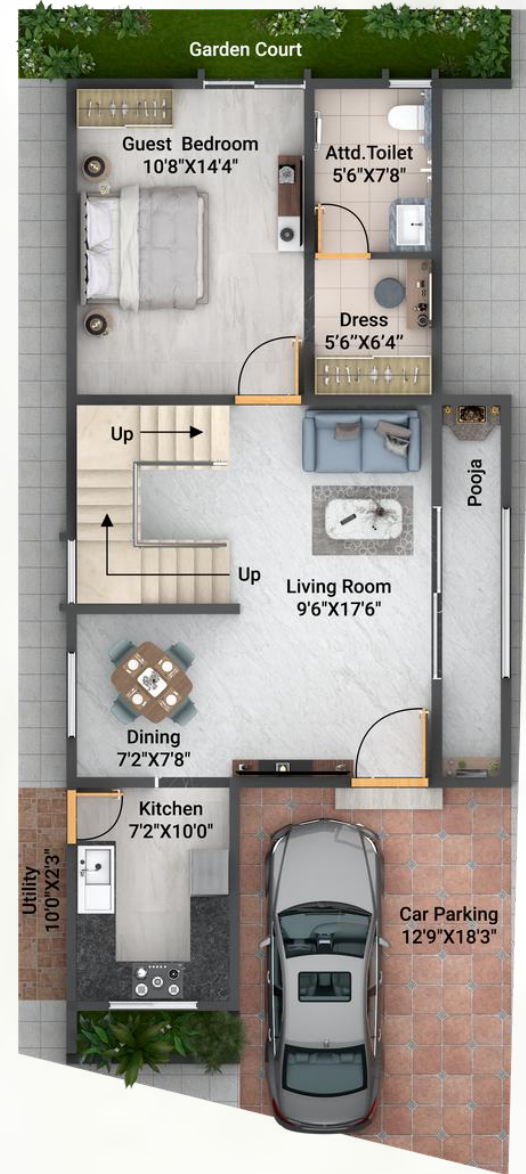 Garden Court
Guest Bedroom
10'8"X14'4"
Attd.Toilet
5'6"X7'8"
Dress
5'6’’X6'4’’
Up
Pooja
Up
Living Room
9'6"X17'6"
Dining
7'2"X7'8"
Kitchen
7'2"X10'0"
Utility
10'0"X2'3"
Car Parking
12'9"X18'3"